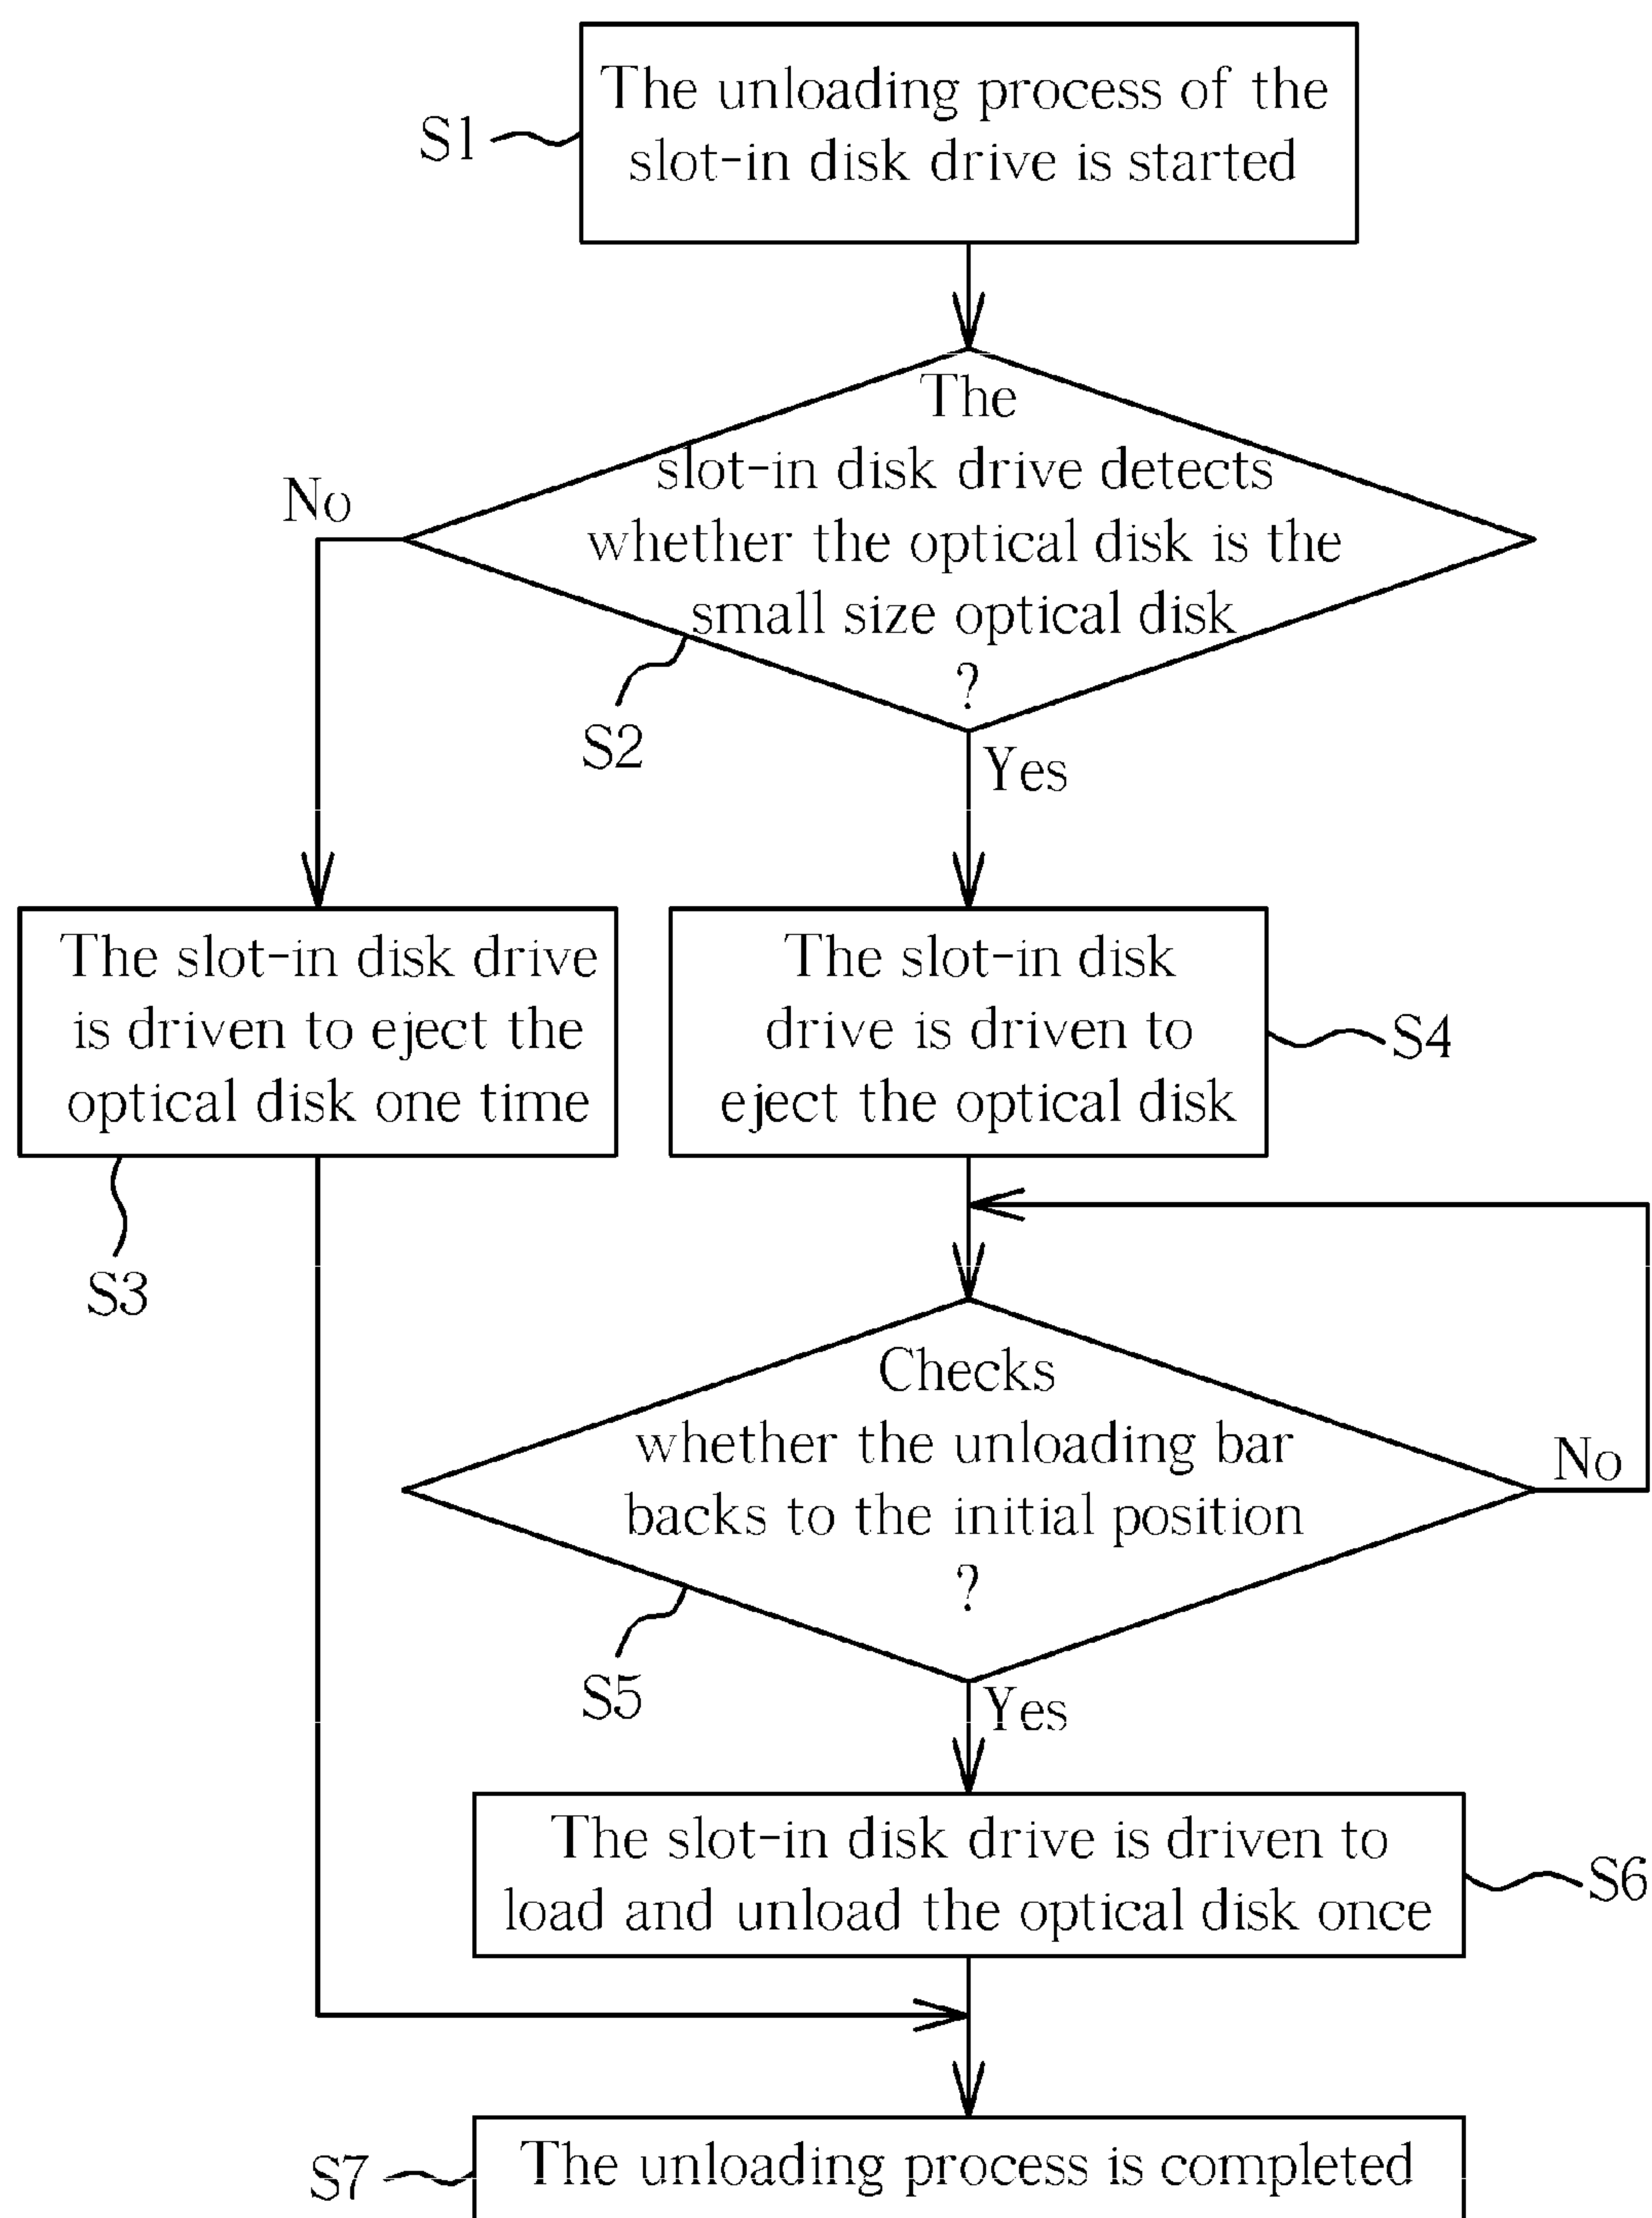 The unloading process of the
slot-in disk drive is started
S1
The
slot-in disk drive detects
whether the optical disk is the
small size optical disk
?
No
S2
Yes
The slot-in disk drive
is driven to eject the
optical disk one time
S3
The slot-in disk
drive is driven to
eject the optical disk
S4
Checks
whether the unloading bar
backs to the initial position
?
No
S5
Yes
The slot-in disk drive is driven to
load and unload the optical disk once
S6
S7
The unloading process is completed